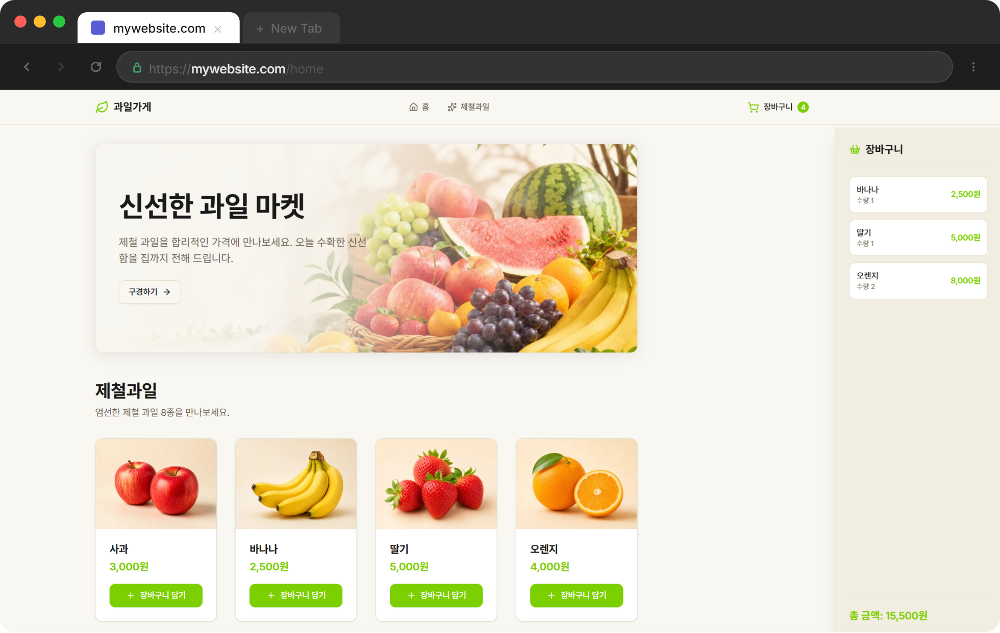 mywebsite.com
+ New Tab
https://mywebsite.com/home
과일가게
홈
제철과일
장바구니 4
신선한 과일 마켓
제철 과일을 합리적인 가격에 만나보세요. 오늘 수확한 신선
함을 집까지 전해 드립니다.
구경하기 →
제철과일
엄선한 제철 과일 8종을 만나보세요.
사과
3,000원
+ 장바구니 담기
바나나
2,500원
+ 장바구니 담기
딸기
5,000원
+ 장바구니 담기
오렌지
4,000원
+ 장바구니 담기
장바구니
바나나
수량 1
2,500원
딸기
수량 1
5,000원
오렌지
수량 2
8,000원
총 금액: 15,500원